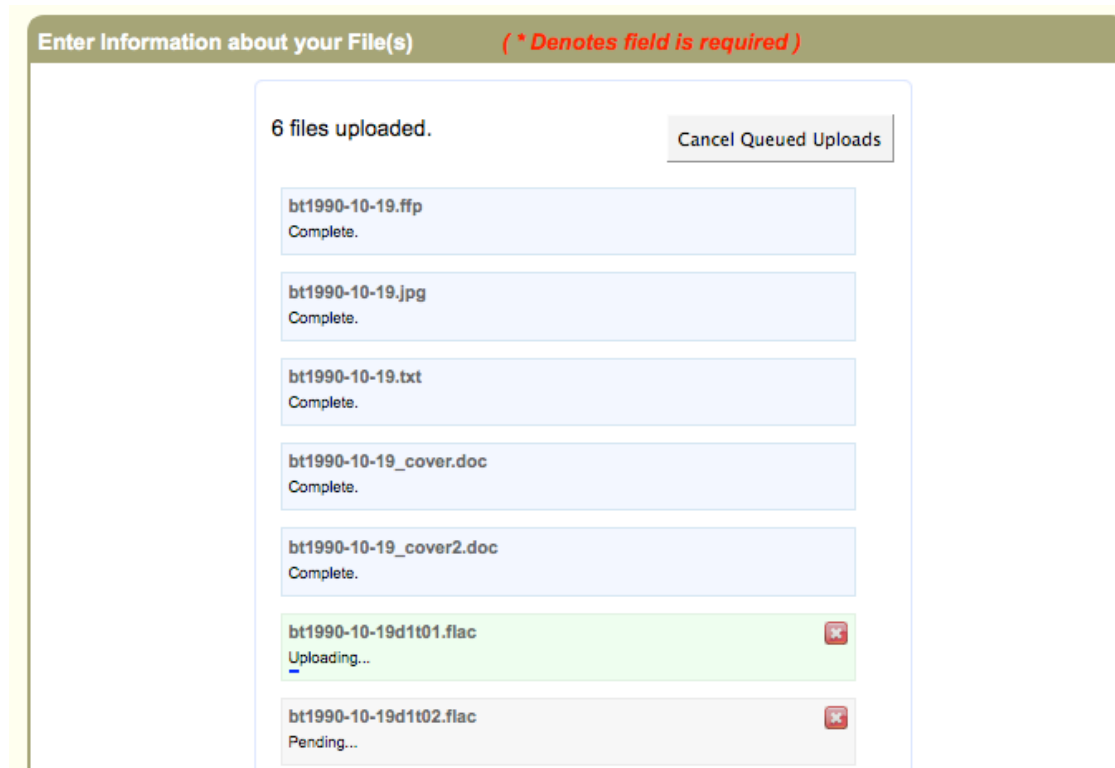 Enter Information about your File(s) ( * Denotes field is required )
6 files uploaded.
Cancel Queued Uploads
bt1990-10-19.ffp
Complete.
bt1990-10-19.jpg
Complete.
bt1990-10-19.txt
Complete.
bt1990-10-19_cover.doc
Complete.
bt1990-10-19_cover2.doc
Complete.
bt1990-10-19d1t01.flac
Uploading...
bt1990-10-19d1t02.flac
Pending...